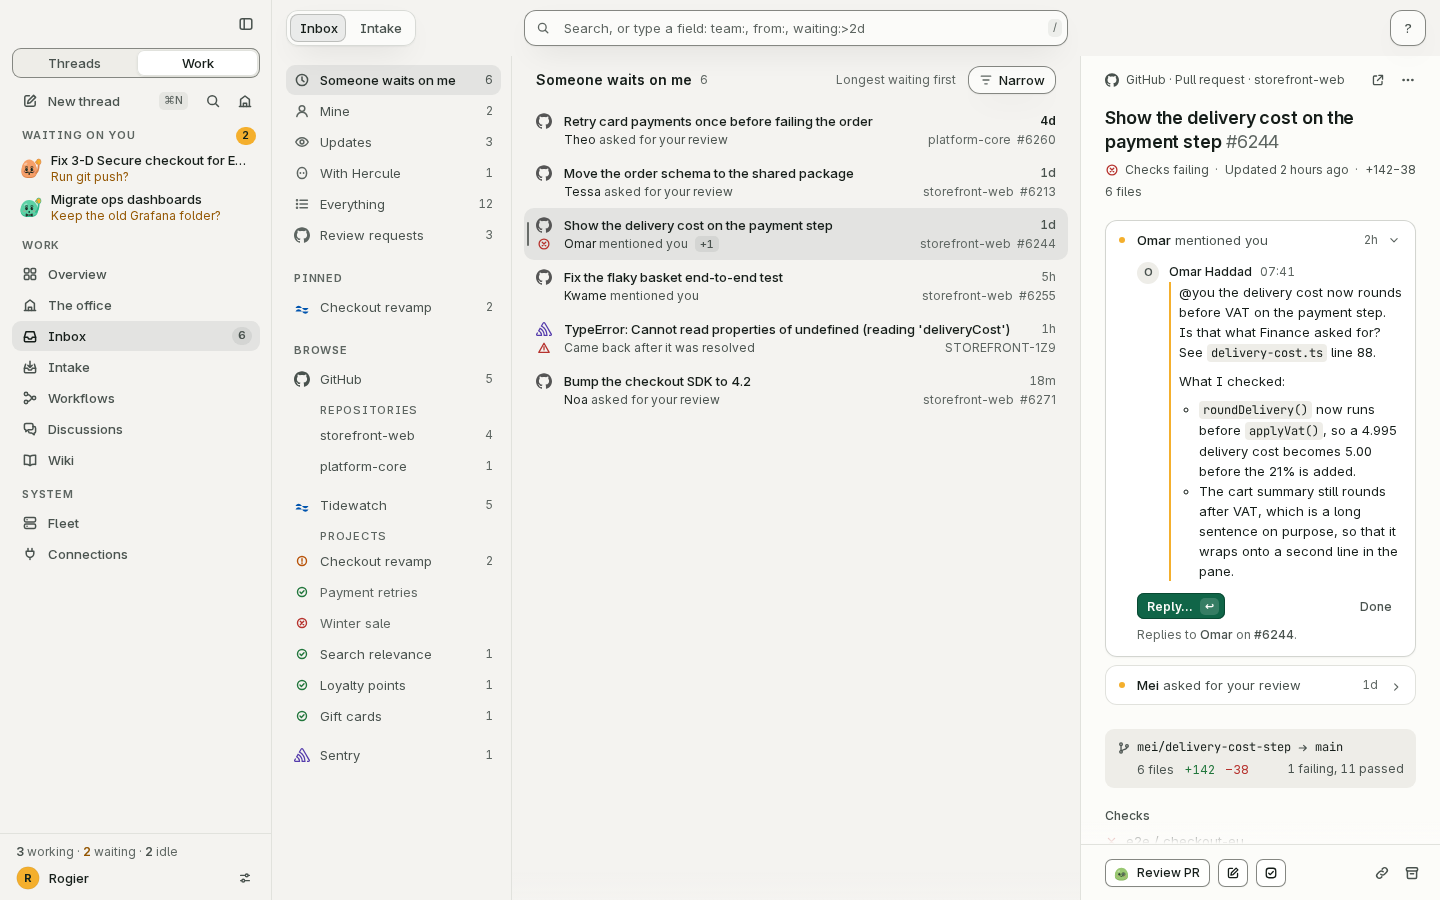 Threads
Work
New thread
⌘N
WAITING ON YOU
2
Fix 3-D Secure checkout for E…
Run git push?
Migrate ops dashboards
Keep the old Grafana folder?
WORK
Overview
The office
Inbox 6
Intake
Workflows
Discussions
Wiki
SYSTEM
Fleet
Connections
3 working · 2 waiting · 2 idle
R Rogier
Inbox Intake
Someone waits on me 6
Mine 2
Updates 3
With Hercule 1
Everything 12
Review requests 3
PINNED
Checkout revamp 2
BROWSE
GitHub 5
REPOSITORIES
storefront-web 4
platform-core 1
Tidewatch 5
PROJECTS
Checkout revamp 2
Payment retries
Winter sale
Search relevance 1
Loyalty points 1
Gift cards 1
Sentry 1
Search, or type a field: team:, from:, waiting:>2d /
?
Someone waits on me 6
Longest waiting first
Narrow
Retry card payments once before failing the order 4d
Theo asked for your review platform-core #6260
Move the order schema to the shared package 1d
Tessa asked for your review storefront-web #6213
Show the delivery cost on the payment step 1d
Omar mentioned you +1 storefront-web #6244
Fix the flaky basket end-to-end test 5h
Kwame mentioned you storefront-web #6255
TypeError: Cannot read properties of undefined (reading 'deliveryCost') 1h
Came back after it was resolved STOREFRONT-1Z9
Bump the checkout SDK to 4.2 18m
Noa asked for your review storefront-web #6271
GitHub · Pull request · storefront-web
Show the delivery cost on the
payment step #6244
Checks failing · Updated 2 hours ago · +142−38
6 files
Omar mentioned you 2h
O Omar Haddad 07:41
@you the delivery cost now rounds
before VAT on the payment step.
Is that what Finance asked for?
See delivery-cost.ts line 88.
What I checked:
roundDelivery() now runs
before applyVat(), so a 4.995
delivery cost becomes 5.00
before the 21% is added.
The cart summary still rounds
after VAT, which is a long
sentence on purpose, so that it
wraps onto a second line in the
pane.
Reply… ↩
Done
Replies to Omar on #6244.
Mei asked for your review 1d
mei/delivery-cost-step → main
6 files +142 −38 1 failing, 11 passed
Checks
e2e / checkout-eu
Review PR